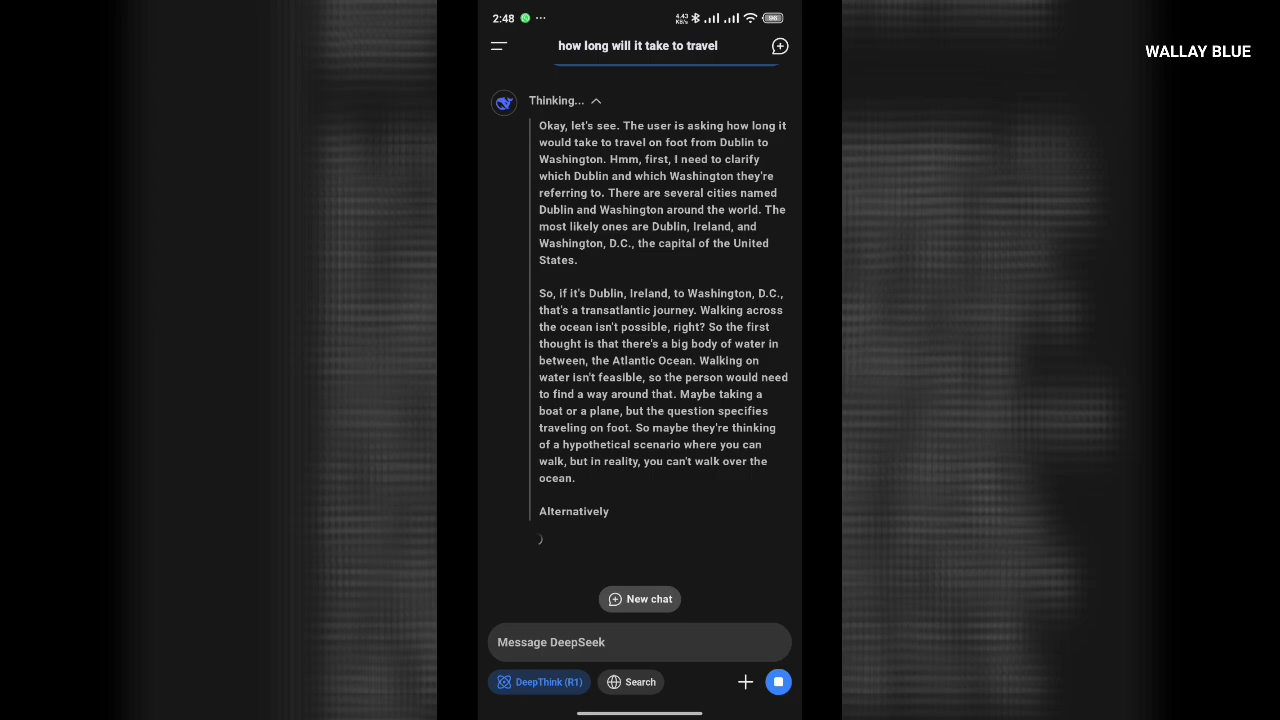 2:48
4.43
KB/s
96
WALLAY BLUE
how long will it take to travel
Thinking...
Okay, let's see. The user is asking how long it
would take to travel on foot from Dublin to
Washington. Hmm, first, I need to clarify
which Dublin and which Washington they're
referring to. There are several cities named
Dublin and Washington around the world. The
most likely ones are Dublin, Ireland, and
Washington, D.C., the capital of the United
States.
So, if it's Dublin, Ireland, to Washington, D.C.,
that's a transatlantic journey. Walking across
the ocean isn't possible, right? So the first
thought is that there's a big body of water in
between, the Atlantic Ocean. Walking on
water isn't feasible, so the person would need
to find a way around that. Maybe taking a
boat or a plane, but the question specifies
traveling on foot. So maybe they're thinking
of a hypothetical scenario where you can
walk, but in reality, you can't walk over the
ocean.
Alternatively
New chat
Message DeepSeek
DeepThink (R1)
Search